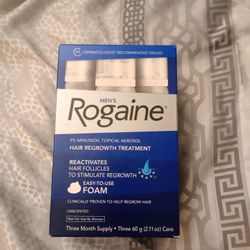 #1 DERMATOLOGIST RECOMMENDED BRAND
MEN'S
Rogaine®
5% MINOXIDIL TOPICAL AEROSOL
HAIR REGROWTH TREATMENT
REACTIVATES
HAIR FOLLICLES
TO STIMULATE REGROWTH
EASY-TO-USE
FOAM
CLINICALLY PROVEN TO HELP REGROW HAIR
UNSCENTED
Not For Use By Women
Three Month Supply • Three 60 g (2.11 oz) Cans